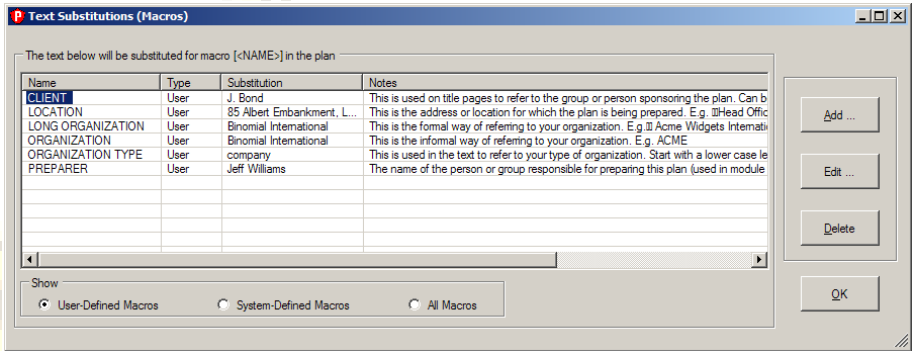 Text Substitutions (Macros)
The text below will be substituted for macro [<NAME>] in the plan
Name Type Substitution Notes
CLIENT User J. Bond This is used on title pages to refer to the group or person sponsoring the plan. Can b
LOCATION User 85 Albert Embankment, L... This is the address or location for which the plan is being prepared. E.g. Head Offic
LONG ORGANIZATION User Binomial International This is the formal way of referring to your organization. E.g. Acme Widgets Internati
ORGANIZATION User Binomial International This is the informal way of referring to your organization. E.g. ACME
ORGANIZATION TYPE User company This is used in the text to refer to your type of organization. Start with a lower case le
PREPARER User Jeff Williams The name of the person or group responsible for preparing this plan (used in module
Add ...
Edit ...
Delete
Show
User-Defined Macros System-Defined Macros All Macros
OK